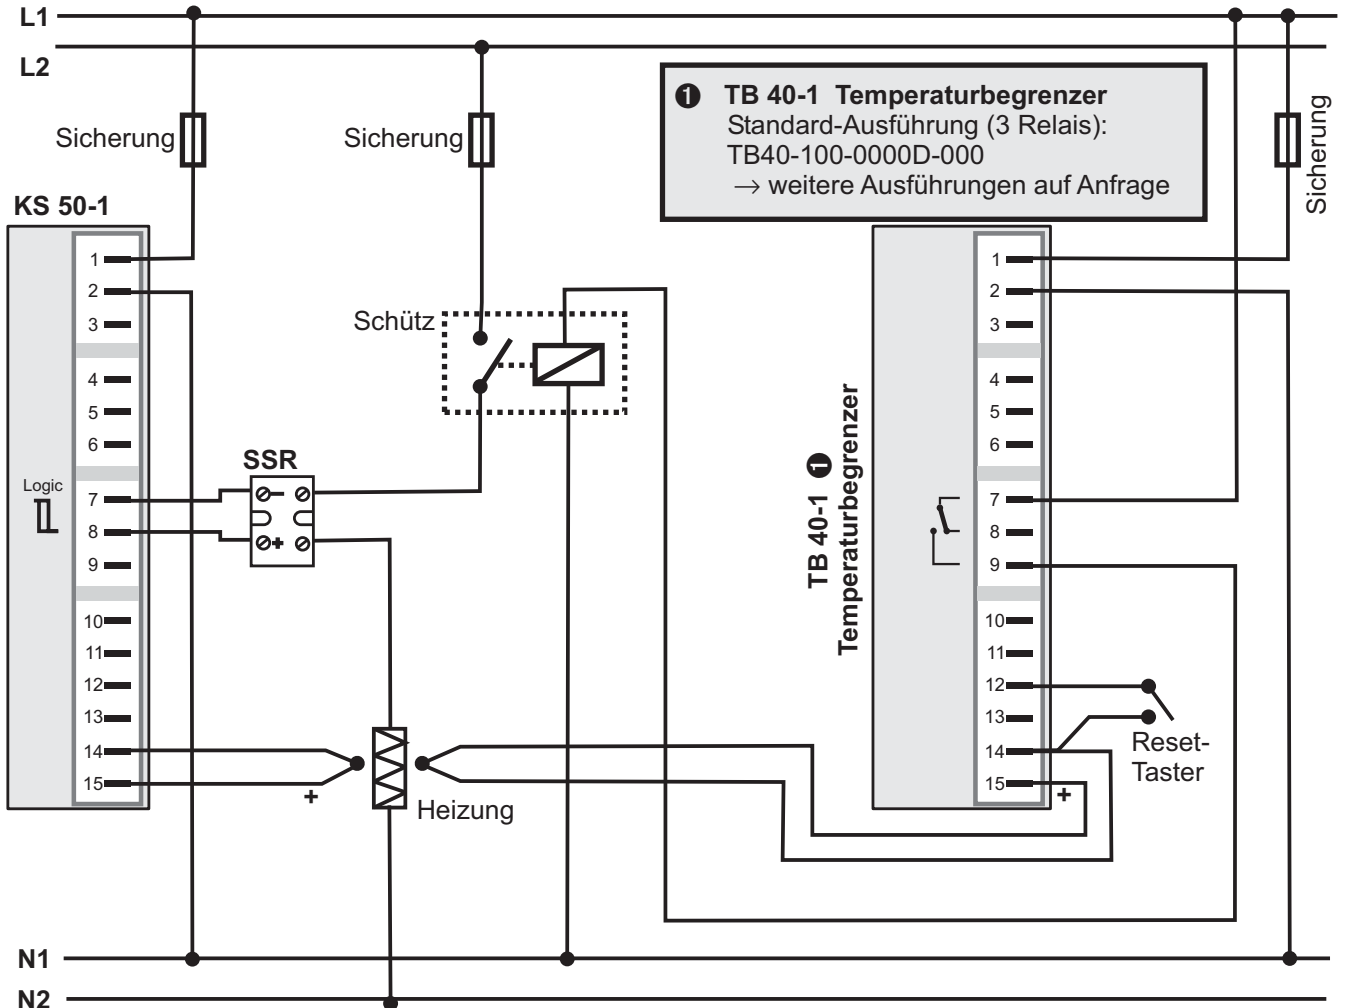 L1
L2
❶ TB 40-1 Temperaturbegrenzer
Standard-Ausführung (3 Relais):
TB40-100-0000D-000
→ weitere Ausführungen auf Anfrage
Sicherung
Sicherung
Sicherung
KS 50-1
1
2
3
4
5
6
7
8
9
10
11
12
13
14
15
Logic
SSR
-
+
Schütz
+
Heizung
TB 40-1 ❶
Temperaturbegrenzer
1
2
3
4
5
6
7
8
9
10
11
12
13
14
15
+
Reset-
Taster
N1
N2